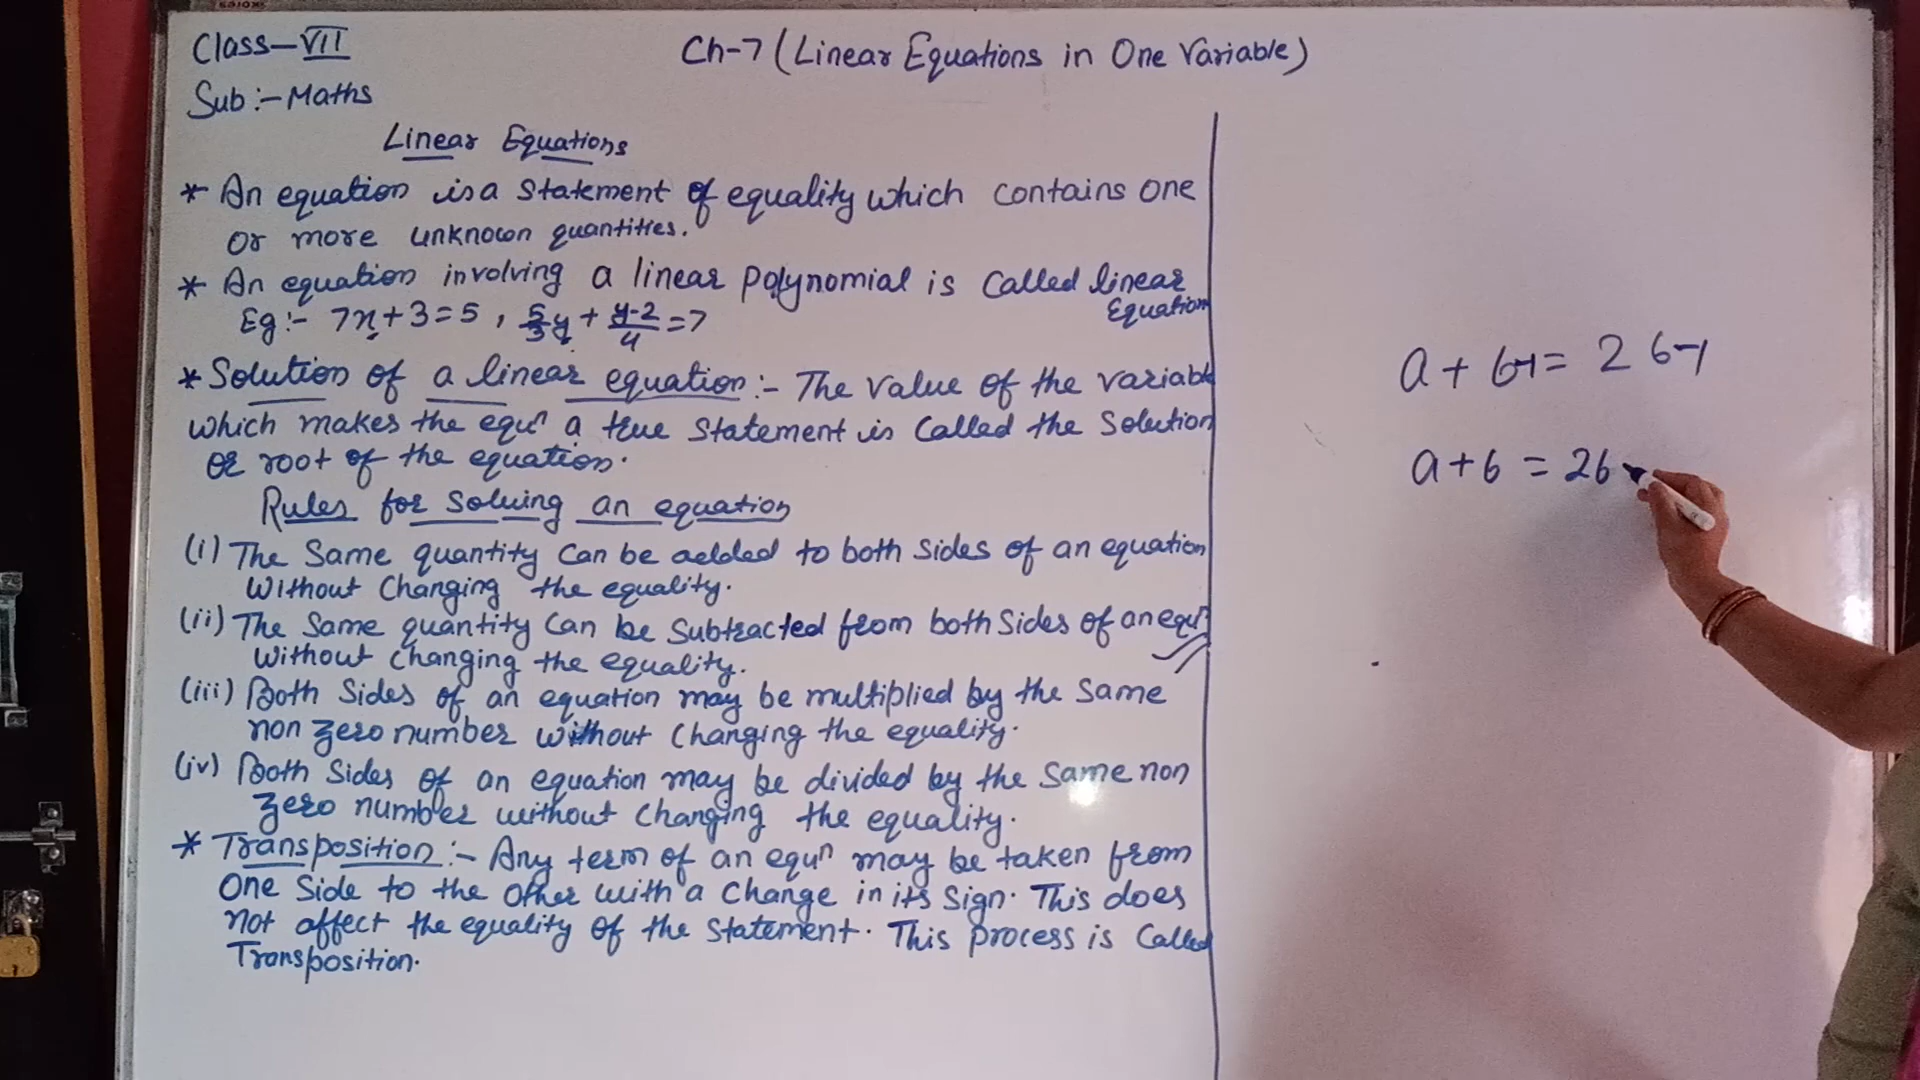 Class-VII
Ch-7 (Linear Equations in One Variable)
Sub:-Maths
Linear Equations
* An equation is a Statement of equality which contains one
or more unknown quantities.
* An equation involving a linear polynomial is called linear
Equation
Eg:- 7x+3=5, 5/3y + y-2/4 =7
* Solution of a linear equation:- The value of the variable
which makes the equn a true statement is called the Solution
or root of the equation.
Rules for solving an equation
(i) The Same quantity can be added to both sides of an equation
without changing the equality.
(ii) The Same quantity can be subtracted from both sides of an equn
without changing the equality.
(iii) Both sides of an equation may be multiplied by the same
non zero number without changing the equality.
(iv) Both sides of an equation may be divided by the same non
zero number without changing the equality.
* Transposition:- Any term of an equn may be taken from
one side to the other with a change in its sign. This does
not affect the equality of the statement. This process is called
Transposition.
a + 6-1= 2 6-1
a+6 = 26